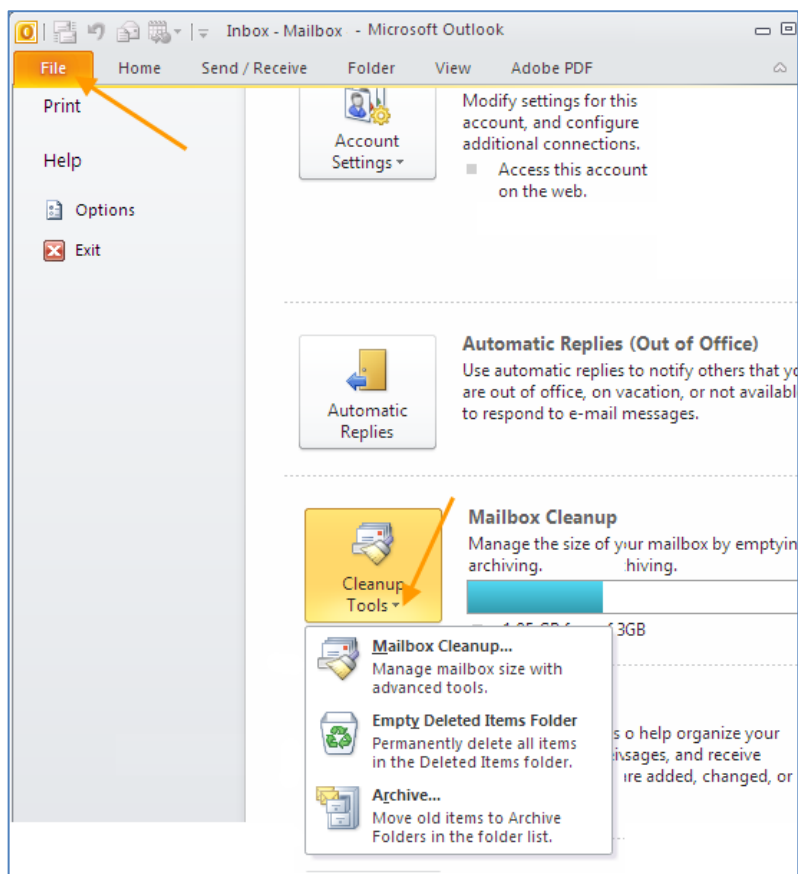 Inbox - Mailbox - Microsoft Outlook
File Home Send / Receive Folder View Adobe PDF
Print
Help
Options
Exit
Account
Settings
Modify settings for this
account, and configure
additional connections.
Access this account
on the web.
Automatic
Replies
Automatic Replies (Out of Office)
Use automatic replies to notify others that yo
are out of office, on vacation, or not availabl
to respond to e-mail messages.
Cleanup
Tools
Mailbox Cleanup
Manage the size of your mailbox by emptyin
archiving. :hiving.
3GB
Mailbox Cleanup...
Manage mailbox size with
advanced tools.
Empty Deleted Items Folder
Permanently delete all items
in the Deleted Items folder.
Archive...
Move old items to Archive
Folders in the folder list.
s o help organize your
sages, and receive
re added, changed, or